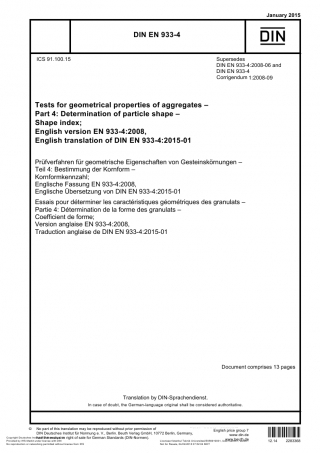 January 2015
DIN EN 933-4
DIN
ICS 91.100.15
Supersedes
DIN EN 933-4:2008-06 and
DIN EN 933-4
Corrigendum 1:2008-09
Tests for geometrical properties of aggregates –
Part 4: Determination of particle shape –
Shape index;
English version EN 933-4:2008,
English translation of DIN EN 933-4:2015-01
Prüfverfahren für geometrische Eigenschaften von Gesteinskörnungen –
Teil 4: Bestimmung der Kornform –
Kornformkennzahl;
Englische Fassung EN 933-4:2008,
Englische Übersetzung von DIN EN 933-4:2015-01
Essais pour déterminer les caractéristiques géométriques des granulats –
Partie 4: Détermination de la forme des granulats –
Coefficient de forme;
Version anglaise EN 933-4:2008,
Traduction anglaise de DIN EN 933-4:2015-01
Document comprises 13 pages
Translation by DIN-Sprachendienst.
In case of doubt, the German-language original shall be considered authoritative.
© No part of this translation may be reproduced without prior permission of
DIN Deutsches Institut für Normung e. V., Berlin. Beuth Verlag GmbH, 10772 Berlin, Germany,
has the exclusive right of sale for German Standards (DIN-Normen).
English price group 7
www.din.de
www.beuth.de
12.14